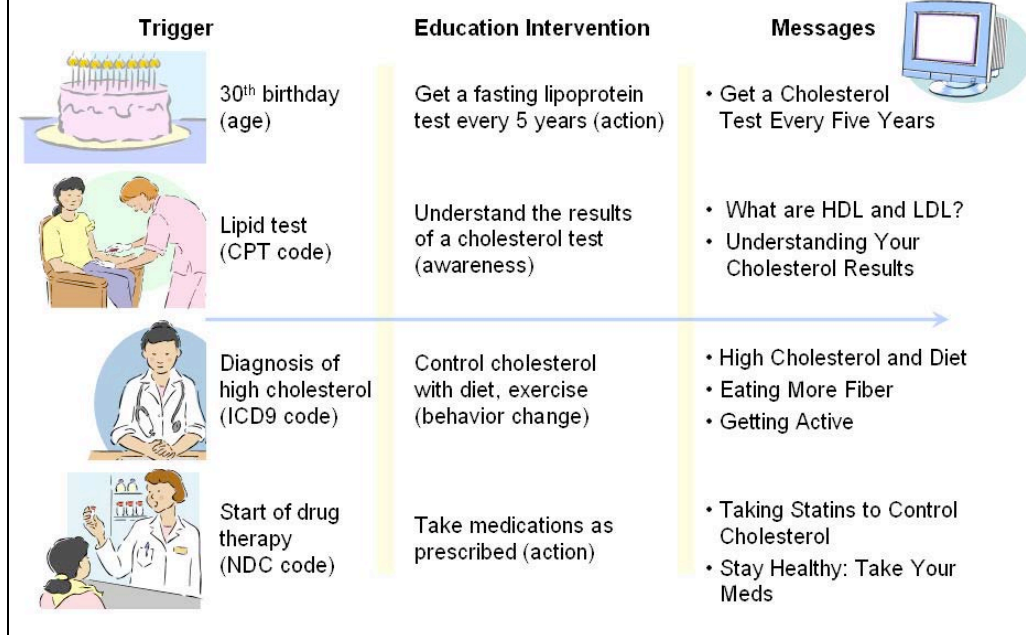 Trigger
Education Intervention
Messages
30th birthday
(age)
Get a fasting lipoprotein
test every 5 years (action)
• Get a Cholesterol
Test Every Five Years
Lipid test
(CPT code)
Understand the results
of a cholesterol test
(awareness)
• What are HDL and LDL?
• Understanding Your
Cholesterol Results
Diagnosis of
high cholesterol
(ICD9 code)
Control cholesterol
with diet, exercise
(behavior change)
• High Cholesterol and Diet
• Eating More Fiber
• Getting Active
Start of drug
therapy
(NDC code)
Take medications as
prescribed (action)
• Taking Statins to Control
Cholesterol
• Stay Healthy: Take Your
Meds